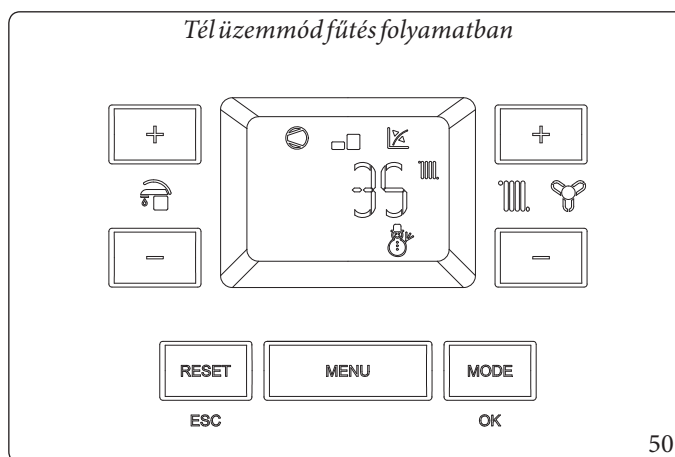 Tél üzemmód fűtés folyamatban
+ +
35
- -
RESET MENU MODE
ESC OK
50